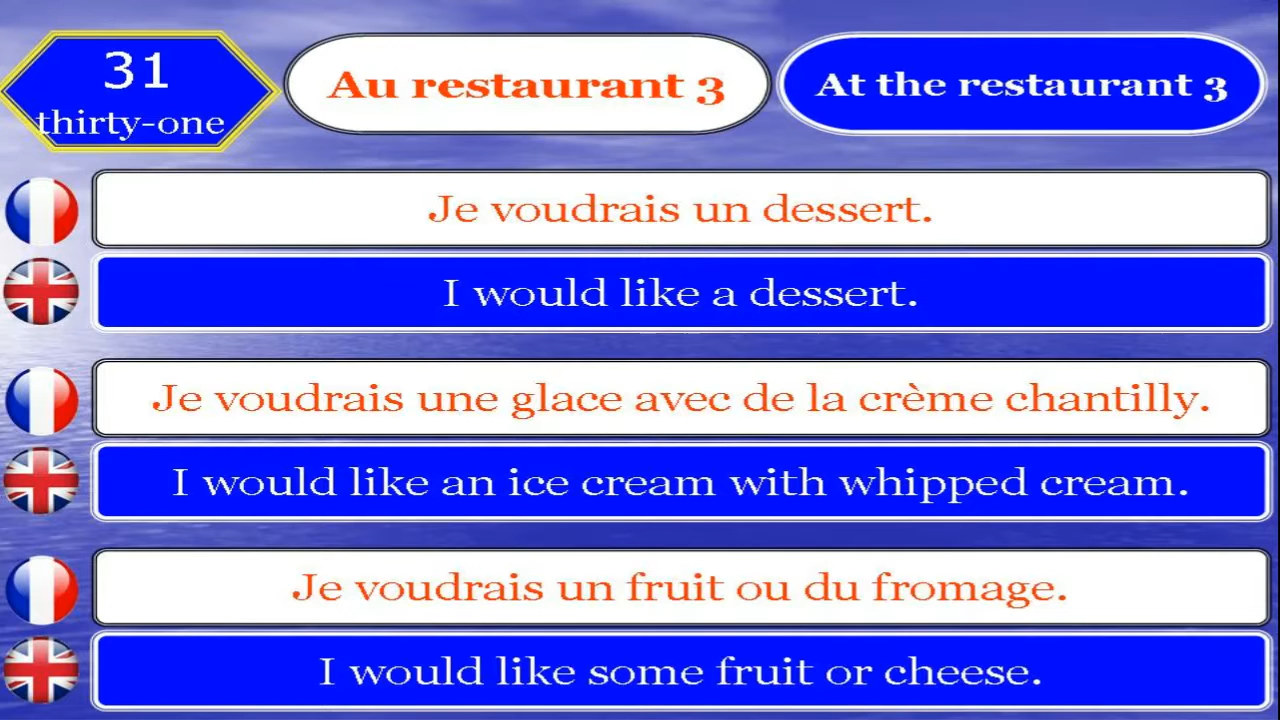 31
thirty-one
Au restaurant 3
At the restaurant 3
Je voudrais un dessert.
I would like a dessert.
Je voudrais une glace avec de la crème chantilly.
I would like an ice cream with whipped cream.
Je voudrais un fruit ou du fromage.
I would like some fruit or cheese.